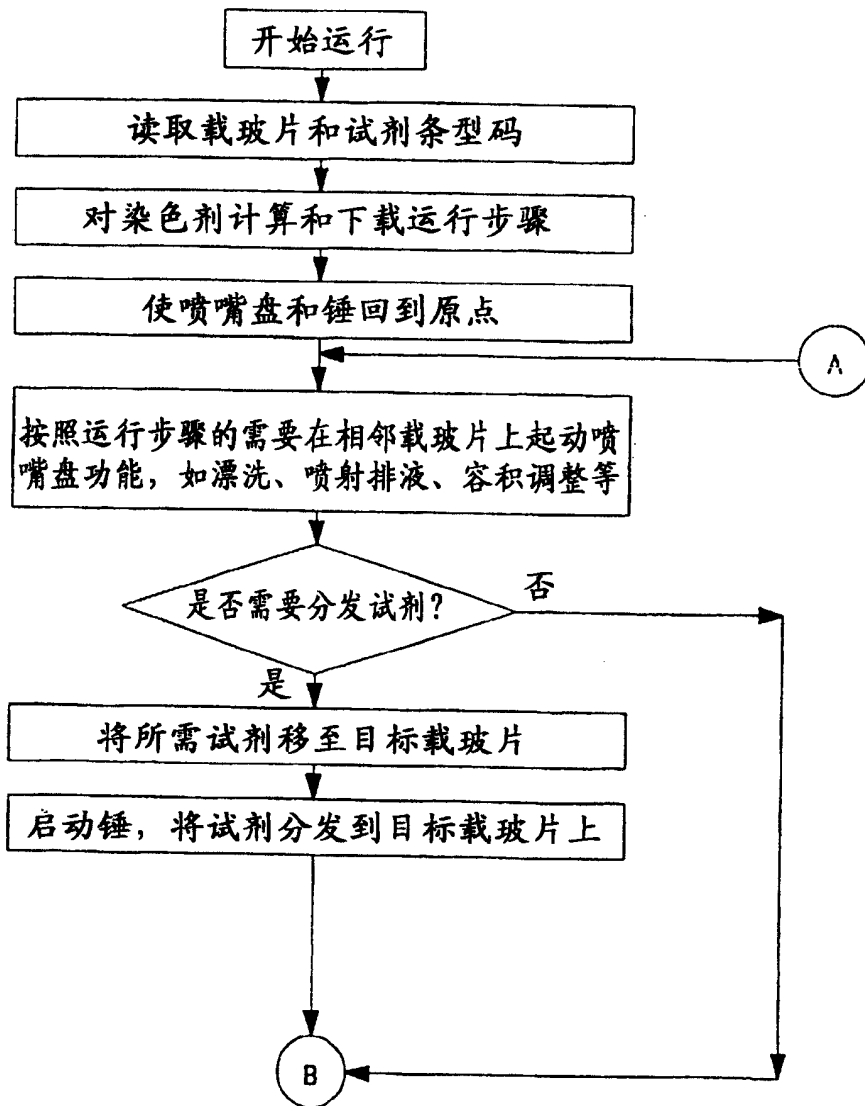 开始运行
读取载玻片和试剂条型码
对染色剂计算和下载运行步骤
使喷嘴盘和锤回到原点
A
按照运行步骤的需要在相邻载玻片上起动喷
嘴盘功能，如漂洗、喷射排液、容积调整等
是否需要分发试剂？
否
是
将所需试剂移至目标载玻片
启动锤，将试剂分发到目标载玻片上
B